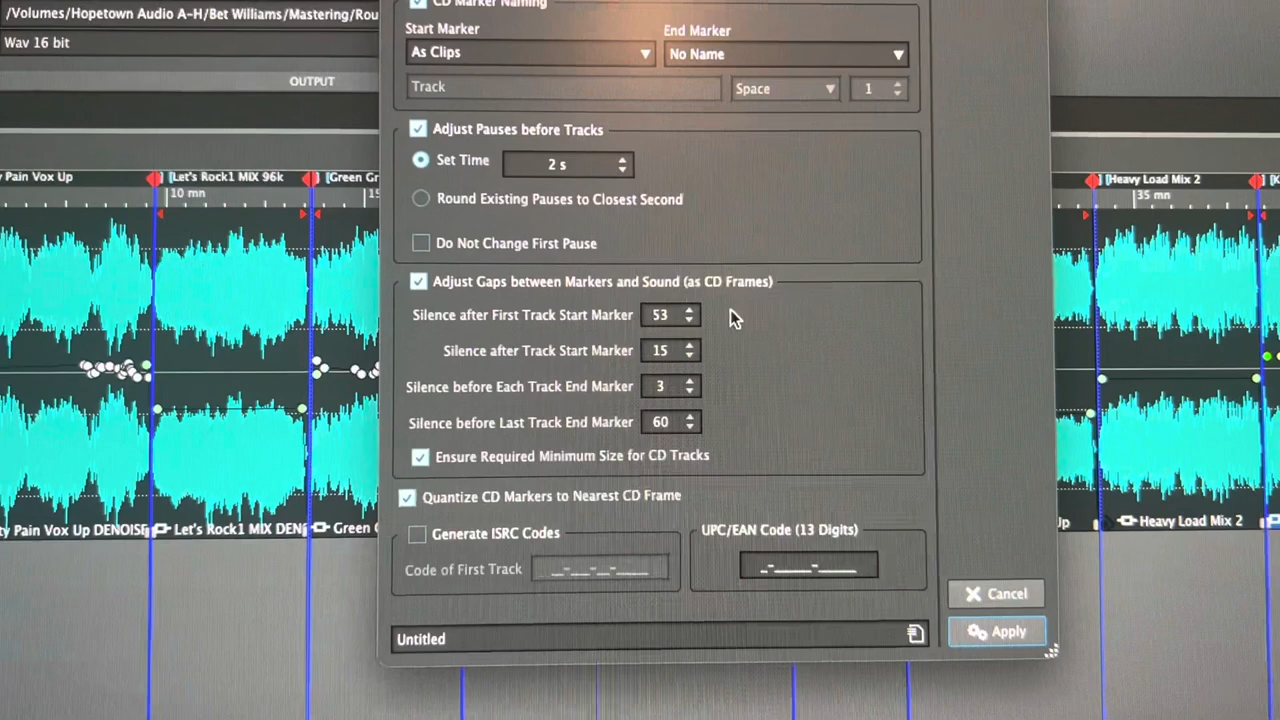 /Volumes/Hopetown Audio A-H/Bet Williams/Mastering/Rou
Wav 16 bit
OUTPUT
CD Marker Naming
Start Marker
End Marker
As Clips
No Name
Track
Space
1
Adjust Pauses before Tracks
Set Time
2 s
Round Existing Pauses to Closest Second
Do Not Change First Pause
Adjust Gaps between Markers and Sound (as CD Frames)
Silence after First Track Start Marker
53
Silence after Track Start Marker
15
Silence before Each Track End Marker
3
Silence before Last Track End Marker
60
Ensure Required Minimum Size for CD Tracks
Quantize CD Markers to Nearest CD Frame
Generate ISRC Codes
UPC/EAN Code (13 Digits)
Code of First Track
_-__-_-____
_-_____-_____
Cancel
Apply
Untitled
Pain Vox Up
[Let's Rock1 MIX 96k
[Green Gr
10 mn
15
[Heavy Load Mix 2
[K
35 mn
ty Pain Vox Up DENOISE
Let's Rock1 MIX DEN
Green
Up
Heavy Load Mix 2